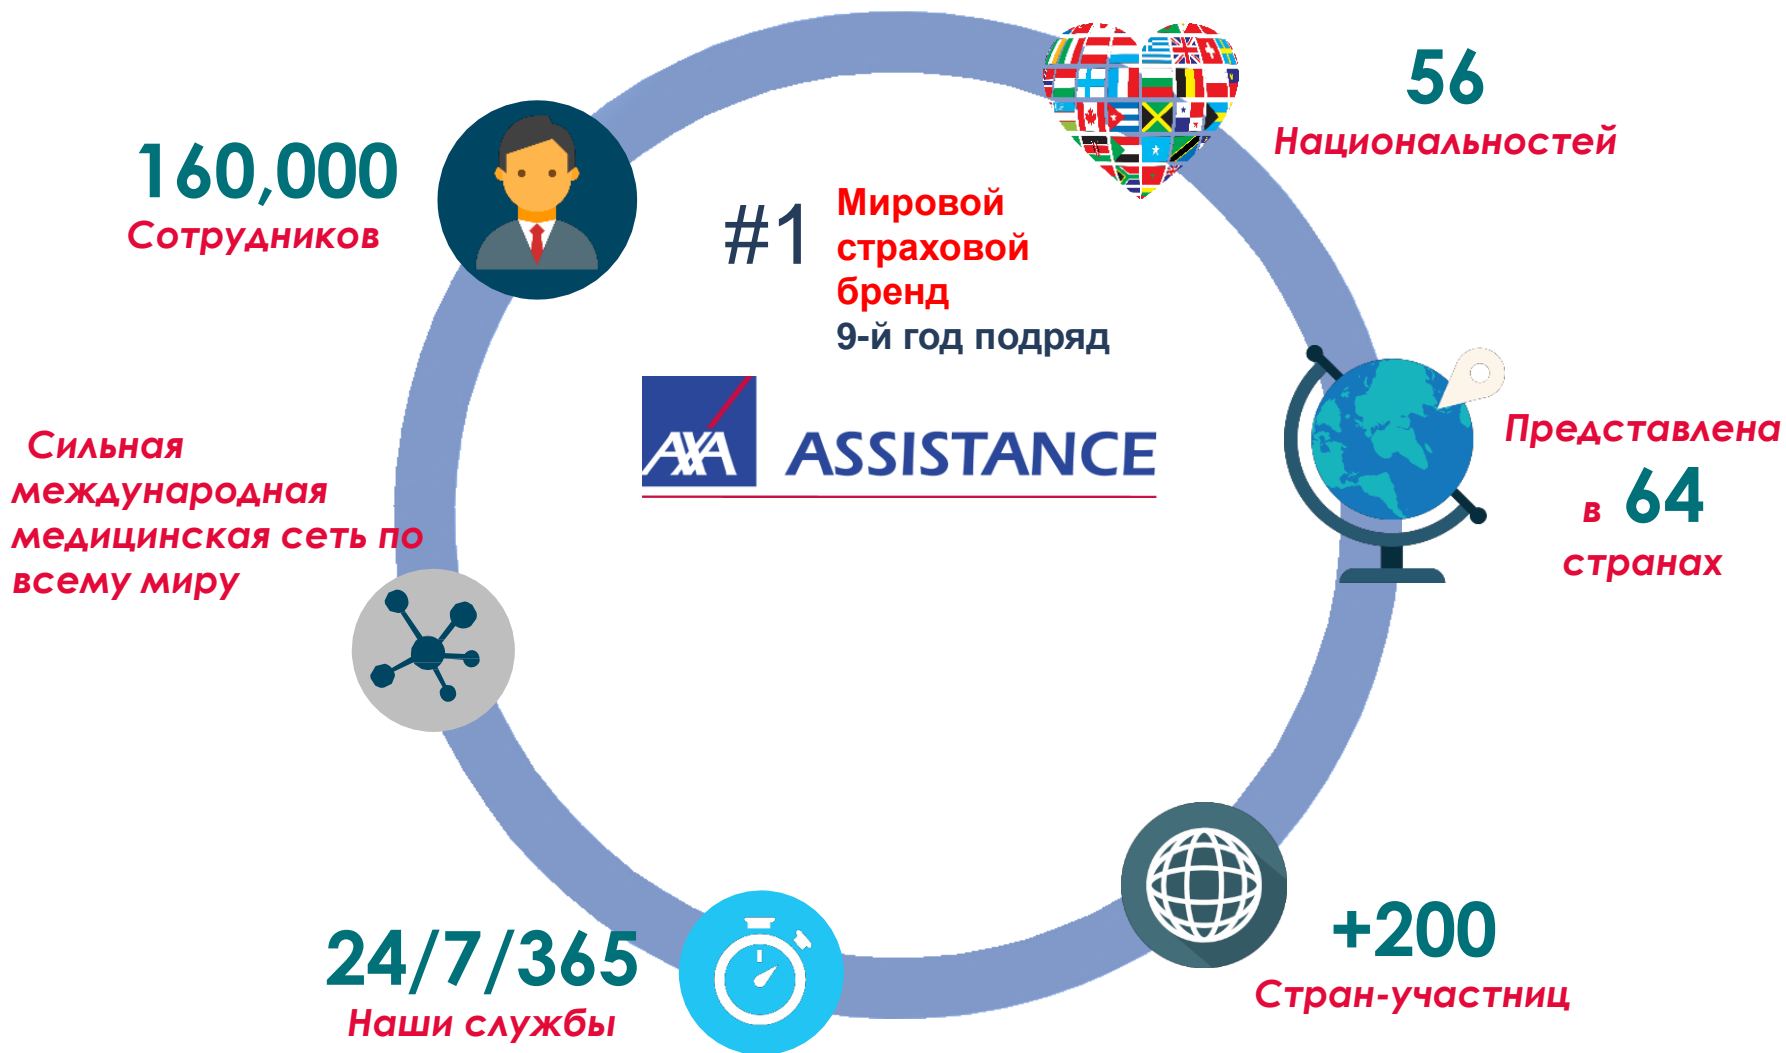 56
Национальностей
160,000
Сотрудников
#1
Мировой
страховой
бренд
9-й год подряд
AXA ASSISTANCE
Представлена
в 64
странах
Сильная
международная
медицинская сеть по
всему миру
+200
Стран-участниц
24/7/365
Наши службы